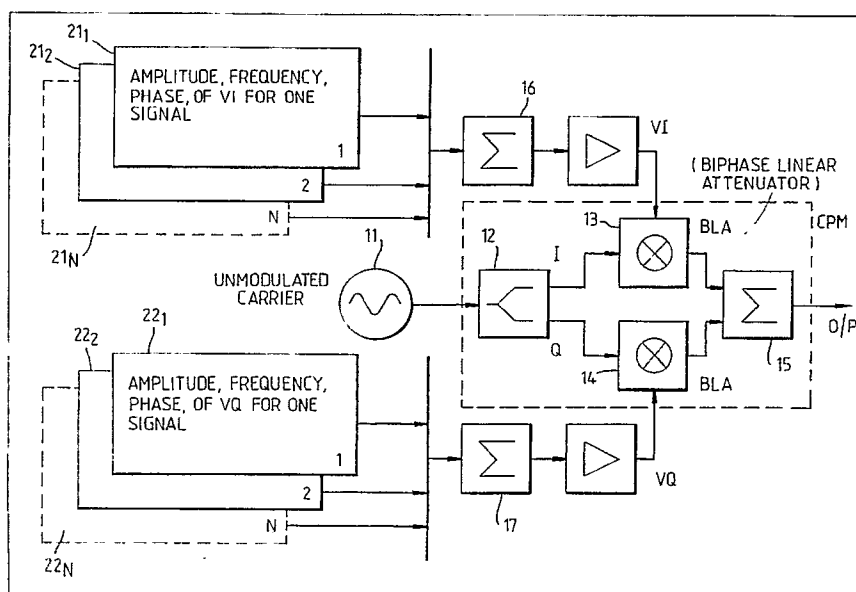 21₁
21₂
AMPLITUDE, FREQUENCY,
PHASE, OF VI FOR ONE
SIGNAL
1
2
N
21N
16
Σ
VI
(BIPHASE LINEAR
ATTENUATOR)
13
BLA
CPM
11
12
I
UNMODULATED
CARRIER
Σ
O/P
Q
14
BLA
15
22₁
22₂
AMPLITUDE, FREQUENCY,
PHASE, OF VQ FOR ONE
SIGNAL
1
2
N
22N
Σ
VQ
17